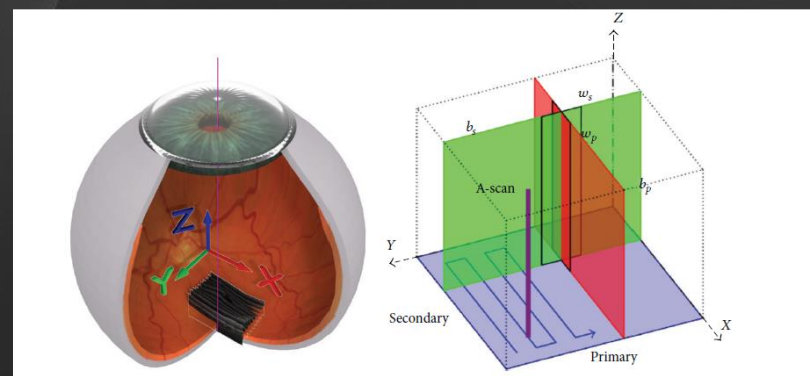 Z
Y
X
Z
w_s
b_s
w_p
A-scan
b_p
Y
Secondary
X
Primary